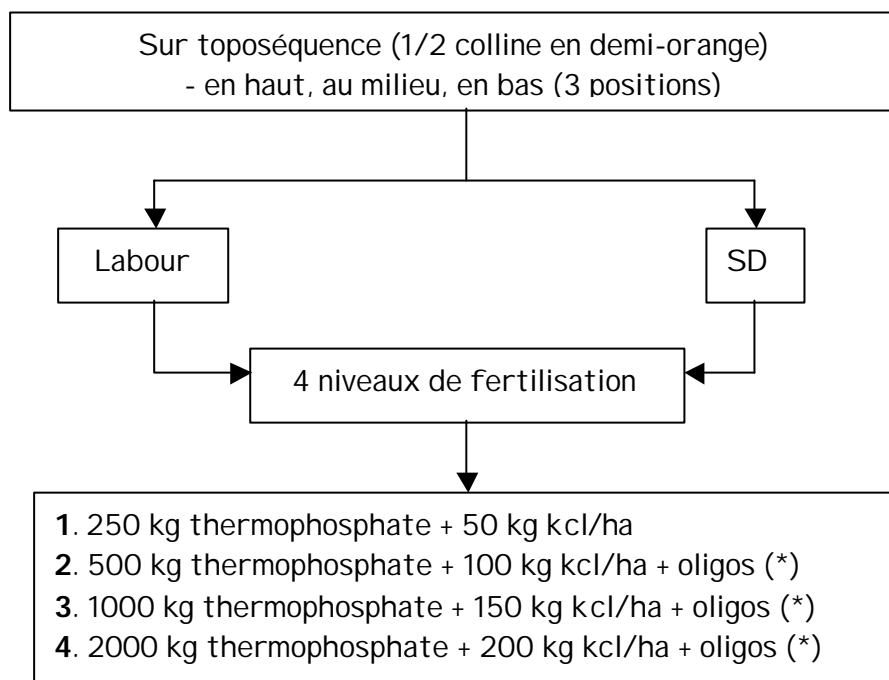 Sur toposéquence (1/2 colline en demi-orange)
- en haut, au milieu, en bas (3 positions)
Labour
SD
4 niveaux de fertilisation
1. 250 kg thermophosphate + 50 kg kcl/ha
2. 500 kg thermophosphate + 100 kg kcl/ha + oligos (*)
3. 1000 kg thermophosphate + 150 kg kcl/ha + oligos (*)
4. 2000 kg thermophosphate + 200 kg kcl/ha + oligos (*)